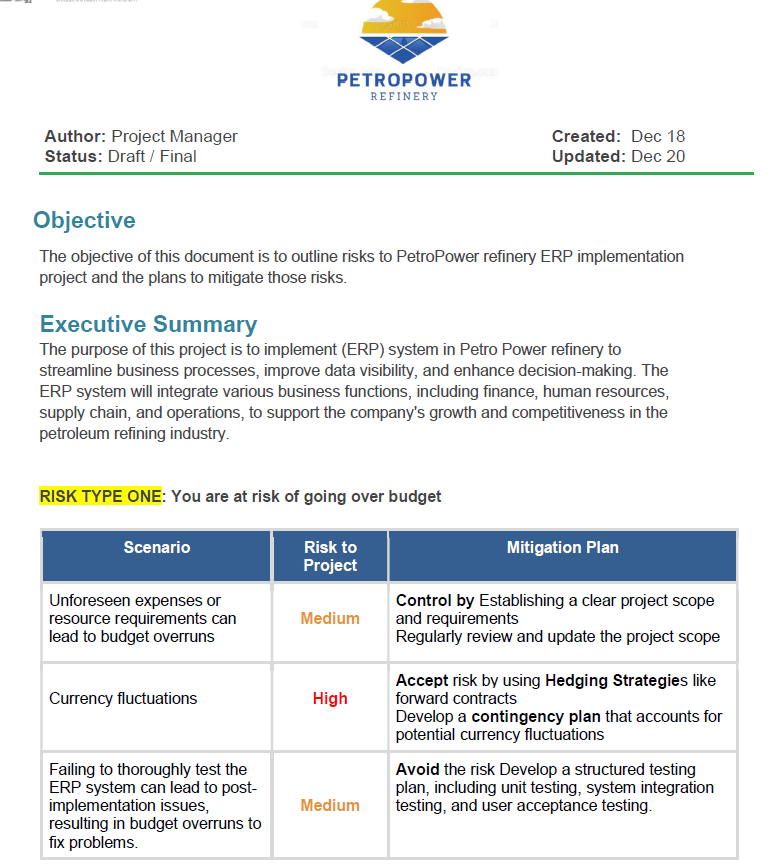 PETROPOWER
REFINERY
Author: Project Manager
Created: Dec 18
Status: Draft / Final
Updated: Dec 20
Objective
The objective of this document is to outline risks to PetroPower refinery ERP implementation
project and the plans to mitigate those risks.
Executive Summary
The purpose of this project is to implement (ERP) system in Petro Power refinery to
streamline business processes, improve data visibility, and enhance decision-making. The
ERP system will integrate various business functions, including finance, human resources,
supply chain, and operations, to support the company's growth and competitiveness in the
petroleum refining industry.
RISK TYPE ONE: You are at risk of going over budget
Scenario
Risk to
Project
Mitigation Plan
Unforeseen expenses or
resource requirements can
lead to budget overruns
Medium
Control by Establishing a clear project scope
and requirements
Regularly review and update the project scope
Currency fluctuations
High
Accept risk by using Hedging Strategies like
forward contracts
Develop a contingency plan that accounts for
potential currency fluctuations
Failing to thoroughly test the
ERP system can lead to post-
implementation issues,
resulting in budget overruns to
fix problems.
Medium
Avoid the risk Develop a structured testing
plan, including unit testing, system integration
testing, and user acceptance testing.